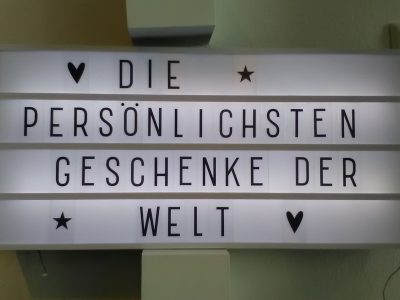 ♥ DIE ★
PERSÖNLICHSTEN
GESCHENKE DER
★ WELT ♥